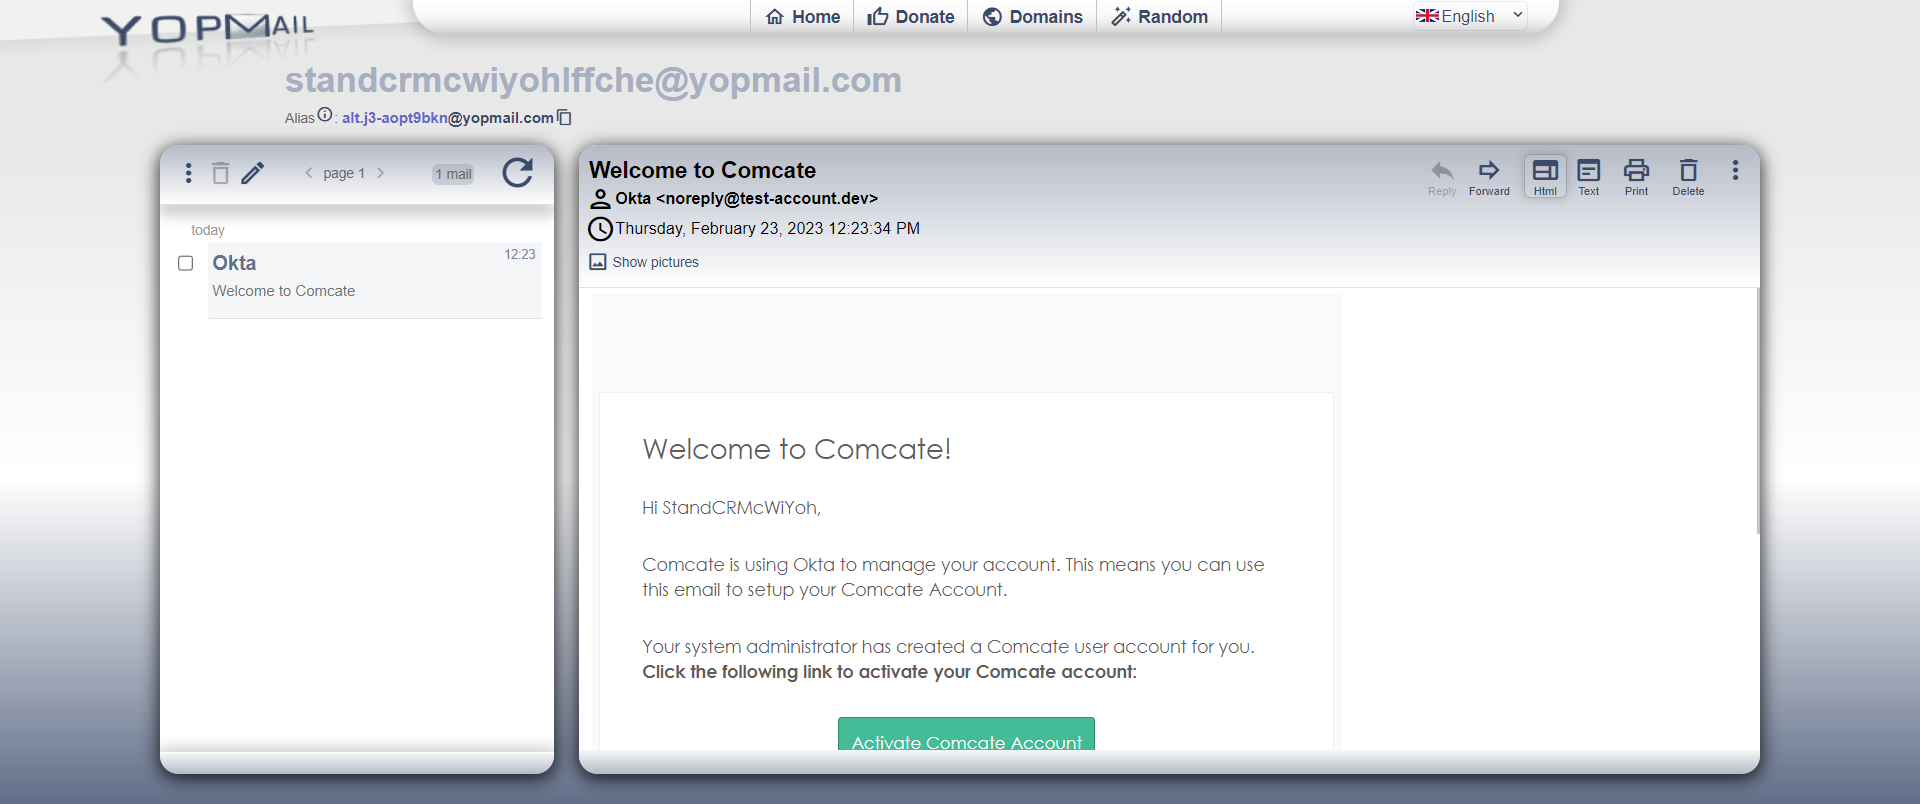 YOPMAIL
Home
Donate
Domains
Random
English
standcrmcwiyohlffche@yopmail.com
Alias : alt.j3-aopt9bkn@yopmail.com
page 1
1 mail
today
Okta
12:23
Welcome to Comcate
Welcome to Comcate
Okta <noreply@test-account.dev>
Thursday, February 23, 2023 12:23:34 PM
Show pictures
Reply
Forward
Html
Text
Print
Delete
Welcome to Comcate!
Hi StandCRMcWiYoh,
Comcate is using Okta to manage your account. This means you can use
this email to setup your Comcate Account.
Your system administrator has created a Comcate user account for you.
Click the following link to activate your Comcate account:
Activate Comcate Account